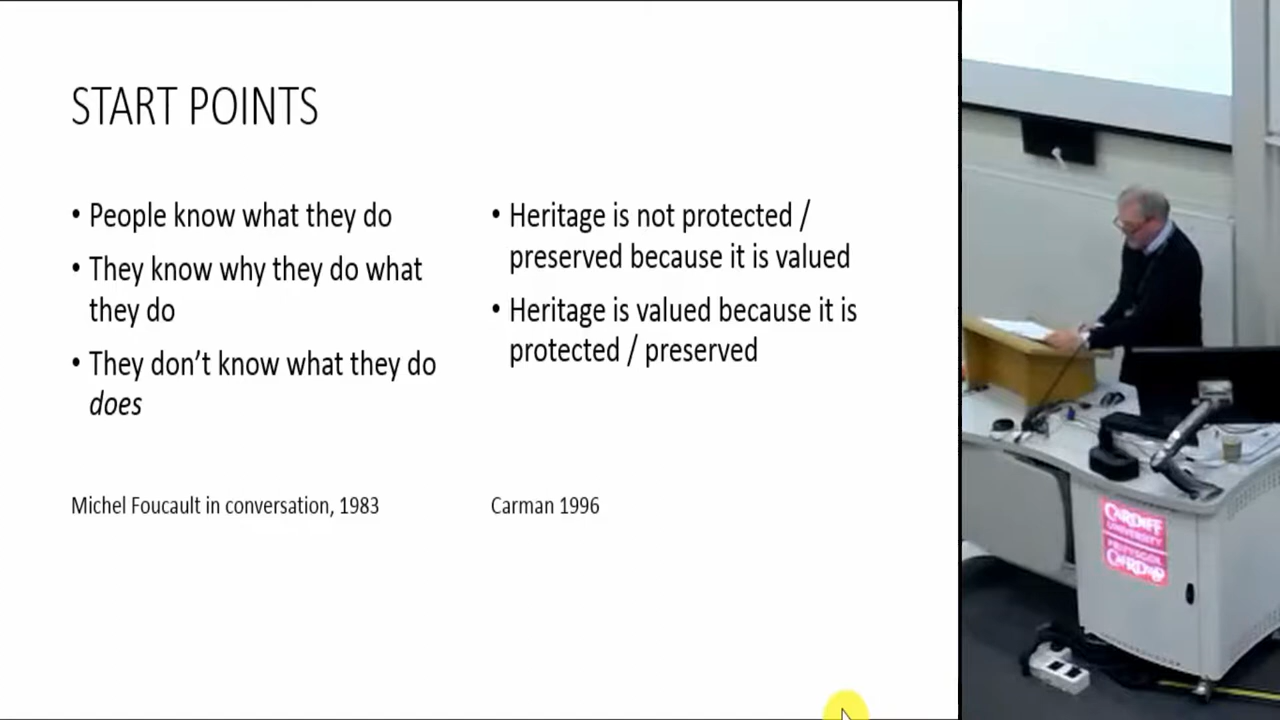 START POINTS
• People know what they do
• They know why they do what
they do
• They don't know what they do
does
Michel Foucault in conversation, 1983
• Heritage is not protected /
preserved because it is valued
• Heritage is valued because it is
protected / preserved
Carman 1996
CARDIFF
UNIVERSITY
PRIFYSGOL
CAERDYDD